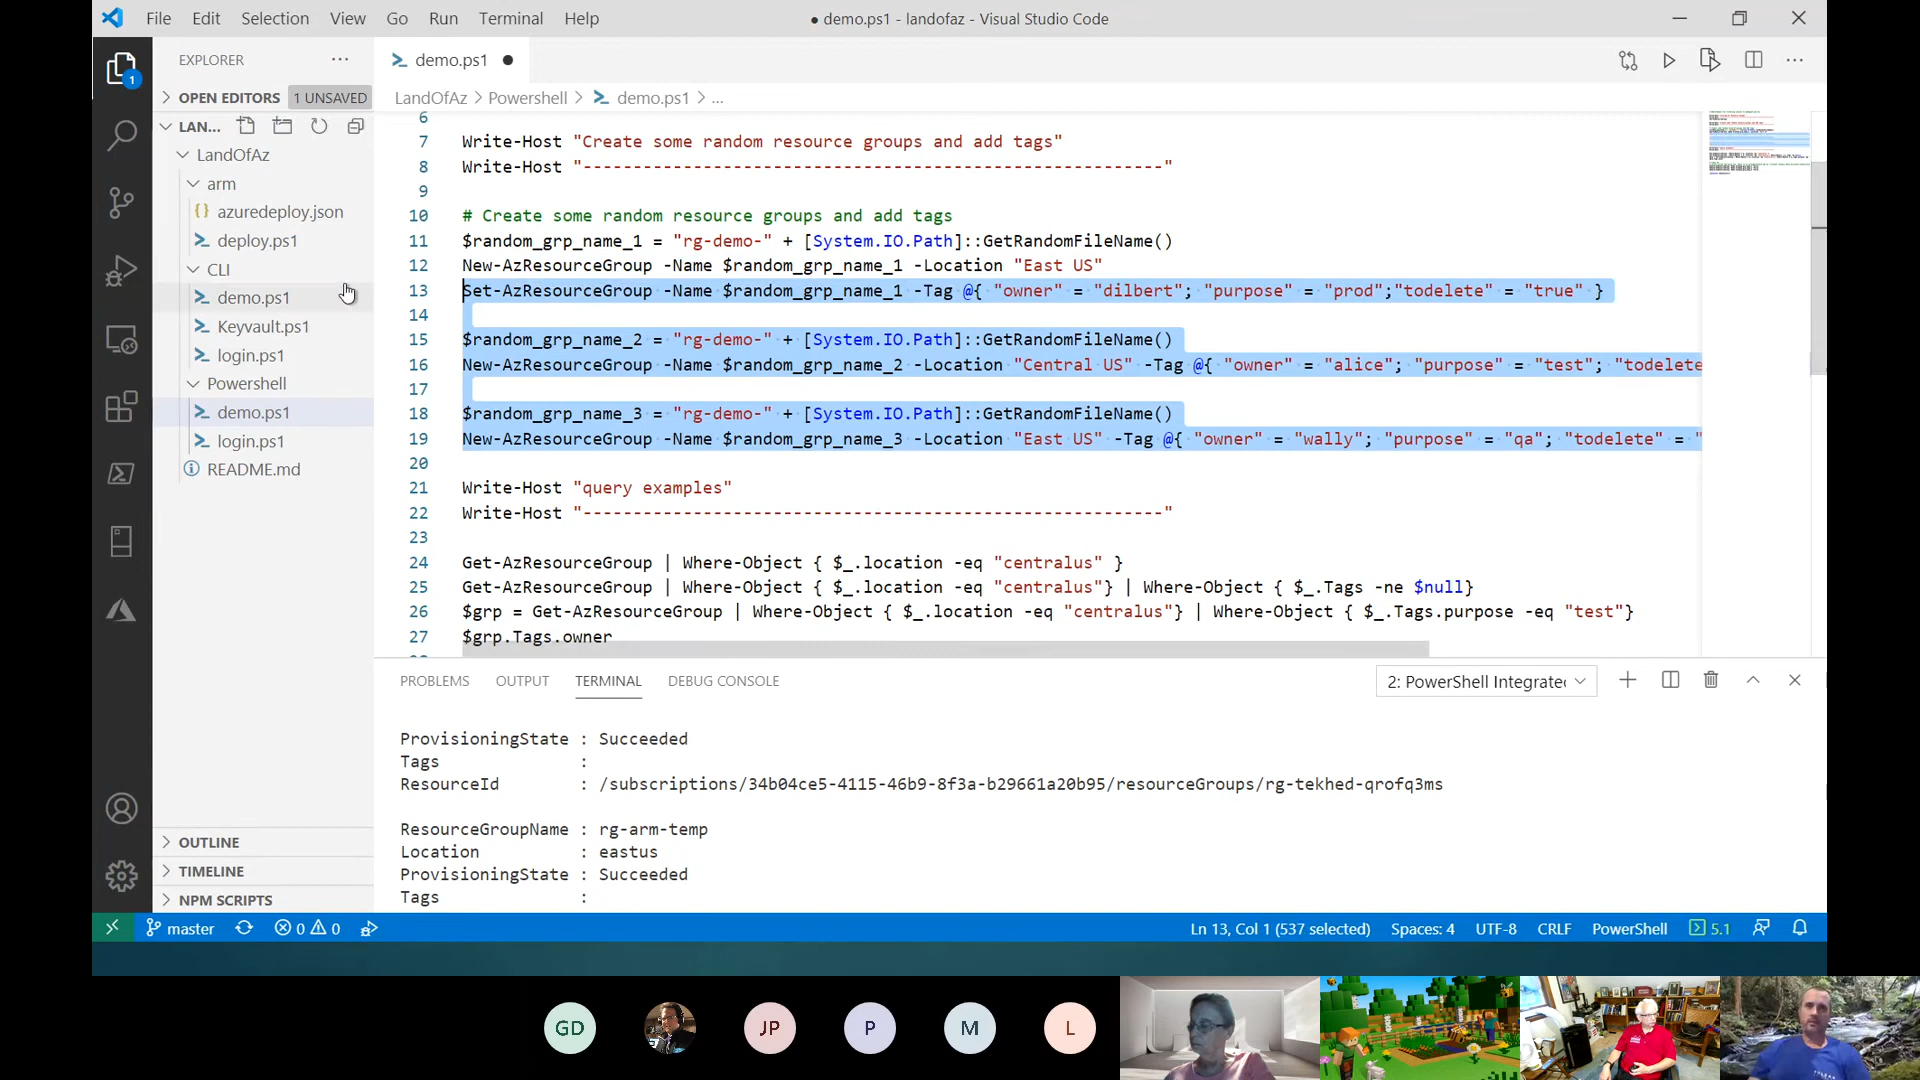 File Edit Selection View Go Run Terminal Help
● demo.ps1 - landofaz - Visual Studio Code
EXPLORER
demo.ps1
OPEN EDITORS 1 UNSAVED
LandOfAz > Powershell > demo.ps1 > ...
LAN...
LandOfAz
arm
azuredeploy.json
deploy.ps1
CLI
demo.ps1
Keyvault.ps1
login.ps1
Powershell
demo.ps1
login.ps1
README.md
OUTLINE
TIMELINE
NPM SCRIPTS
1
6
7 Write-Host "Create some random resource groups and add tags"
8 Write-Host "----------------------------------------------------------"
9
10 # Create some random resource groups and add tags
11 $random_grp_name_1 = "rg-demo-" + [System.IO.Path]::GetRandomFileName()
12 New-AzResourceGroup -Name $random_grp_name_1 -Location "East US"
13 Set-AzResourceGroup -Name $random_grp_name_1 -Tag @{ "owner" = "dilbert"; "purpose" = "prod";"todelete" = "true" }
14
15 $random_grp_name_2 = "rg-demo-" + [System.IO.Path]::GetRandomFileName()
16 New-AzResourceGroup -Name $random_grp_name_2 -Location "Central US" -Tag @{ "owner" = "alice"; "purpose" = "test"; "todelete
17
18 $random_grp_name_3 = "rg-demo-" + [System.IO.Path]::GetRandomFileName()
19 New-AzResourceGroup -Name $random_grp_name_3 -Location "East US" -Tag @{ "owner" = "wally"; "purpose" = "qa"; "todelete" = "
20
21 Write-Host "query examples"
22 Write-Host "----------------------------------------------------------"
23
24 Get-AzResourceGroup | Where-Object { $_.location -eq "centralus" }
25 Get-AzResourceGroup | Where-Object { $_.location -eq "centralus"} | Where-Object { $_.Tags -ne $null}
26 $grp = Get-AzResourceGroup | Where-Object { $_.location -eq "centralus"} | Where-Object { $_.Tags.purpose -eq "test"}
27 $grp.Tags.owner
PROBLEMS OUTPUT TERMINAL DEBUG CONSOLE
2: PowerShell Integrated
ProvisioningState : Succeeded
Tags :
ResourceId : /subscriptions/34b04ce5-4115-46b9-8f3a-b29661a20b95/resourceGroups/rg-tekhed-qrofq3ms
ResourceGroupName : rg-arm-temp
Location : eastus
ProvisioningState : Succeeded
Tags :
master 0 0
Ln 13, Col 1 (537 selected) Spaces: 4 UTF-8 CRLF PowerShell 5.1
GD JP P M L